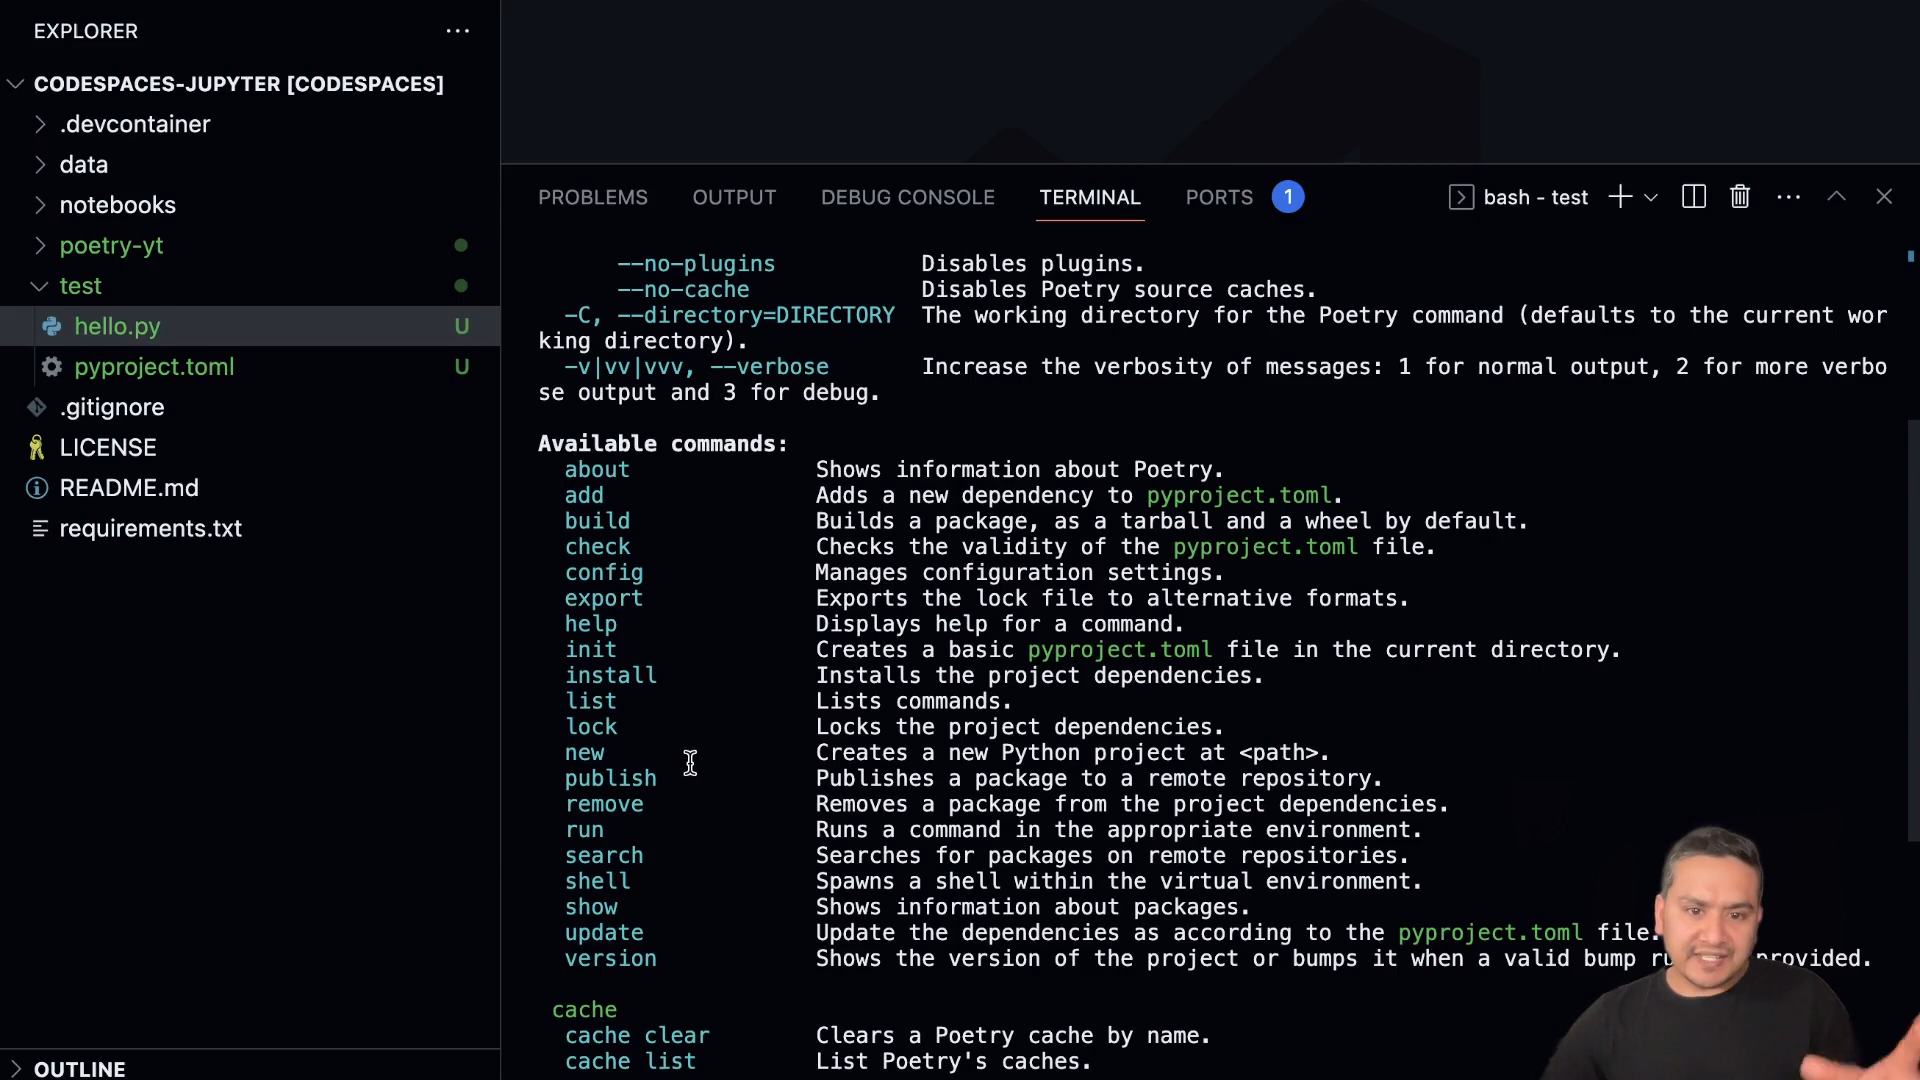 EXPLORER
CODESPACES-JUPYTER [CODESPACES]
.devcontainer
data
notebooks
poetry-yt
test
hello.py U
pyproject.toml U
.gitignore
LICENSE
README.md
requirements.txt
OUTLINE
PROBLEMS OUTPUT DEBUG CONSOLE TERMINAL PORTS 1 bash - test
--no-plugins Disables plugins.
--no-cache Disables Poetry source caches.
-C, --directory=DIRECTORY The working directory for the Poetry command (defaults to the current wor
king directory).
-v|vv|vvv, --verbose Increase the verbosity of messages: 1 for normal output, 2 for more verbo
se output and 3 for debug.
Available commands:
about Shows information about Poetry.
add Adds a new dependency to pyproject.toml.
build Builds a package, as a tarball and a wheel by default.
check Checks the validity of the pyproject.toml file.
config Manages configuration settings.
export Exports the lock file to alternative formats.
help Displays help for a command.
init Creates a basic pyproject.toml file in the current directory.
install Installs the project dependencies.
list Lists commands.
lock Locks the project dependencies.
new Creates a new Python project at <path>.
publish Publishes a package to a remote repository.
remove Removes a package from the project dependencies.
run Runs a command in the appropriate environment.
search Searches for packages on remote repositories.
shell Spawns a shell within the virtual environment.
show Shows information about packages.
update Update the dependencies as according to the pyproject.toml file.
version Shows the version of the project or bumps it when a valid bump provided.
cache
cache clear Clears a Poetry cache by name.
cache list List Poetry's caches.